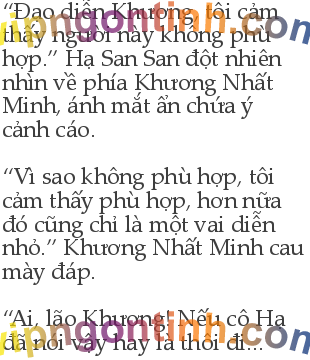 “Đạo diễn Khương, tôi cảm
thấy người này không phù
hợp.” Hạ San San đột nhiên
nhìn về phía Khương Nhất
Minh, ánh mắt ẩn chứa ý
cảnh cáo.
“Vì sao không phù hợp, tôi
cảm thấy phù hợp, hơn nữa
đó cũng chỉ là một vai diễn
nhỏ.” Khương Nhất Minh cau
mày đáp.
“Ai, lão Khương! Nếu cô Hạ
đã nói vậy hay là thôi đi...
vipngontinh.com
vipngontinh.com